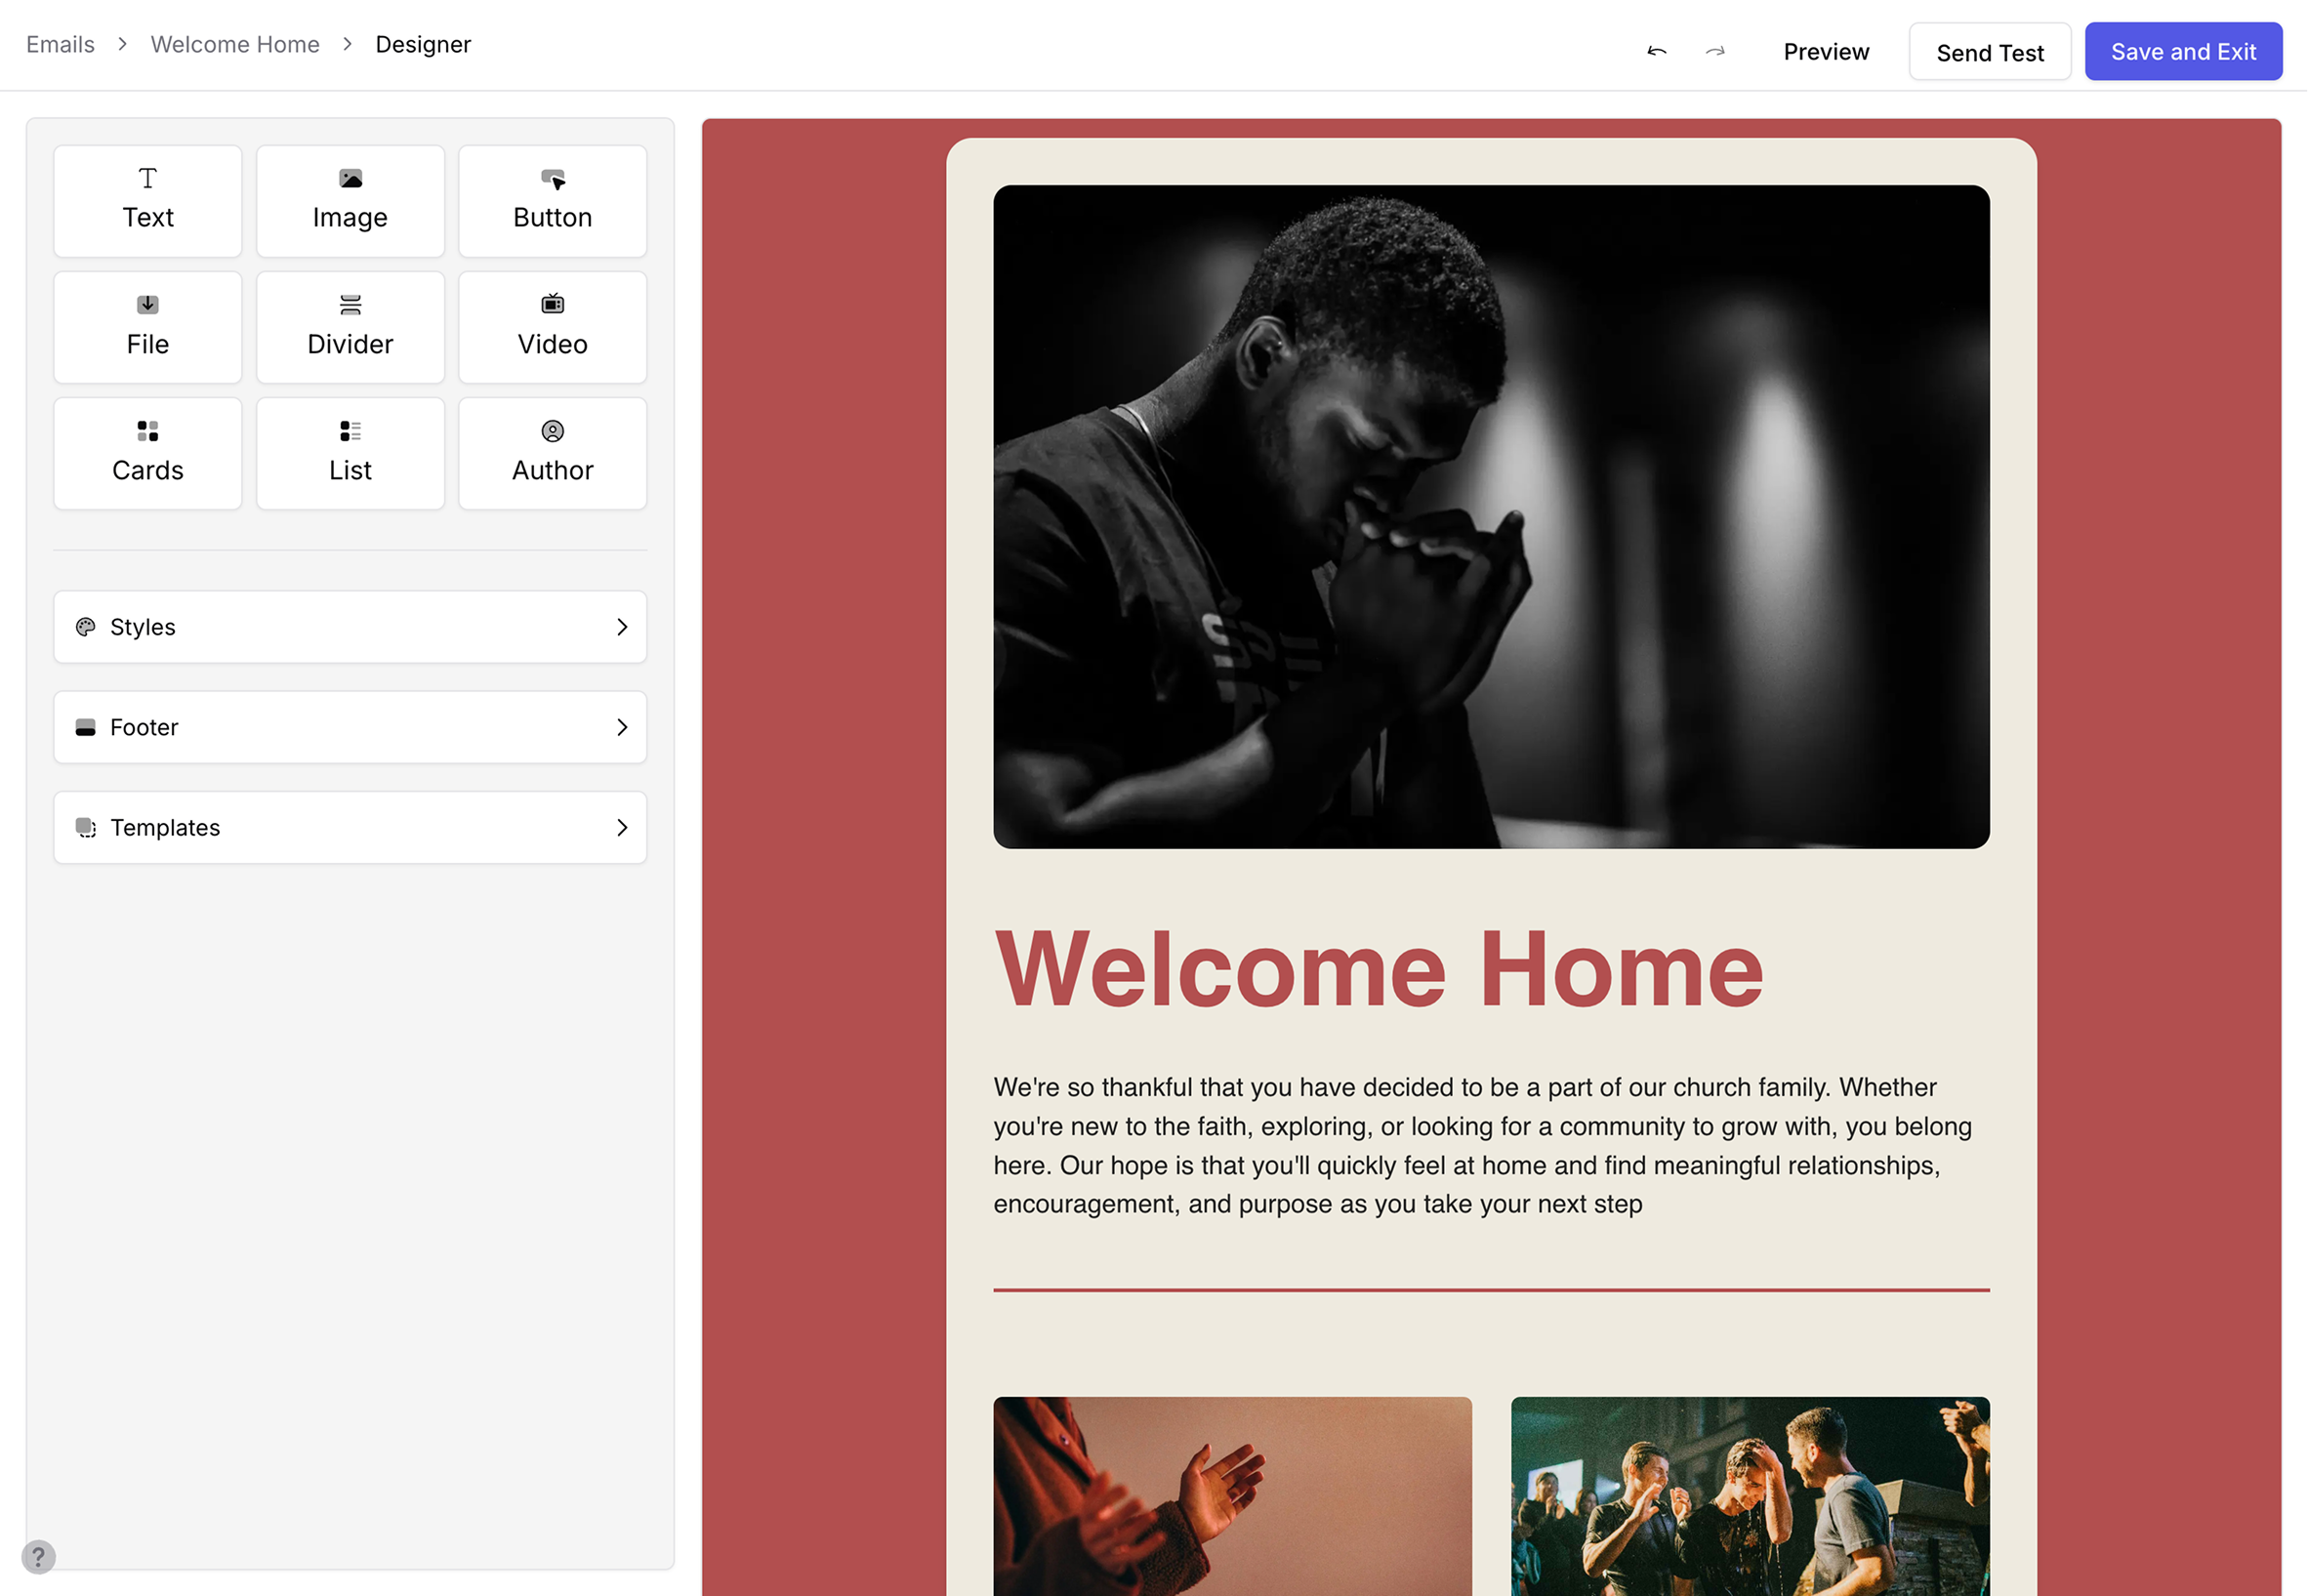 Emails > Welcome Home > Designer
Preview
Send Test
Save and Exit
Text
Image
Button
File
Divider
Video
Cards
List
Author
Styles
Footer
Templates
?
Welcome Home
We're so thankful that you have decided to be a part of our church family. Whether
you're new to the faith, exploring, or looking for a community to grow with, you belong
here. Our hope is that you'll quickly feel at home and find meaningful relationships,
encouragement, and purpose as you take your next step